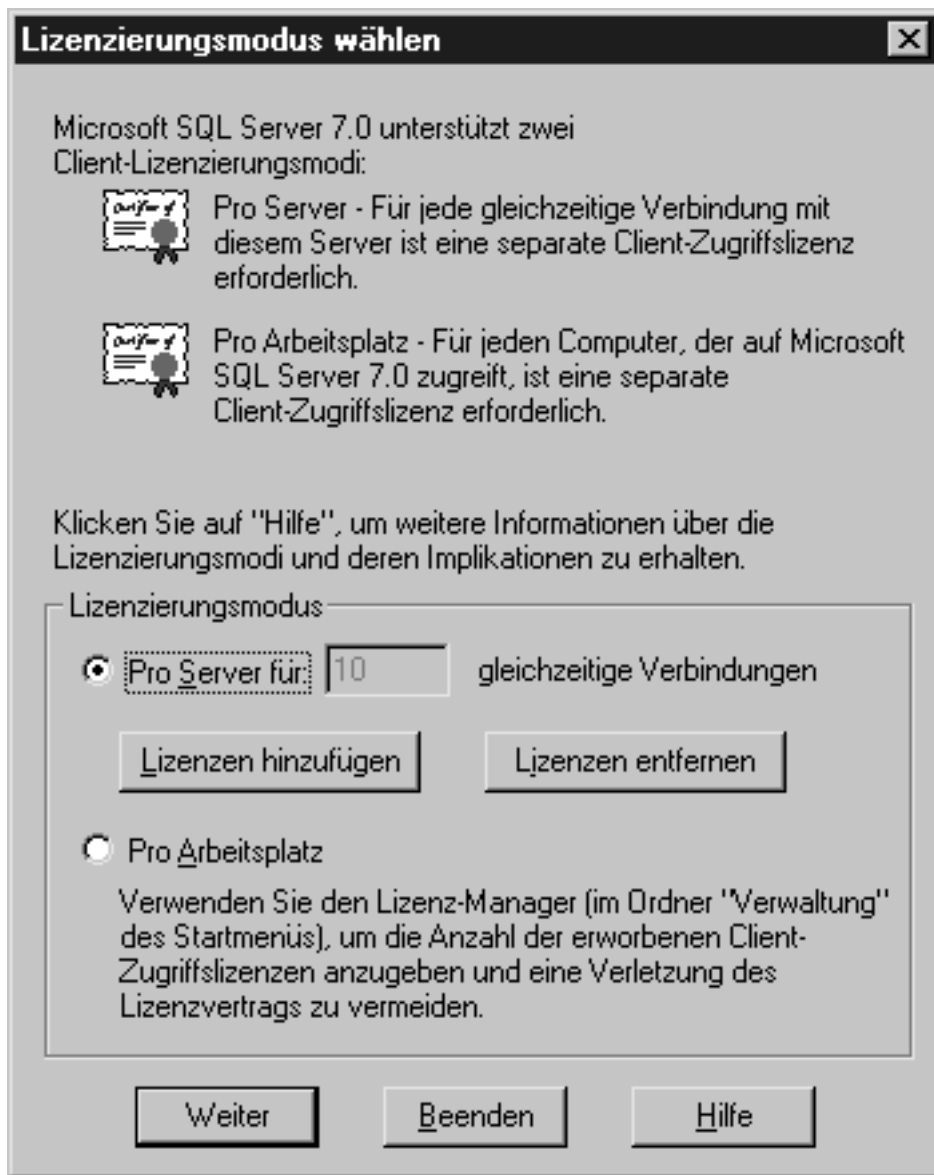 Lizenzierungsmodus wählen
Microsoft SQL Server 7.0 unterstützt zwei
Client-Lizenzierungsmodi:
Pro Server - Für jede gleichzeitige Verbindung mit
diesem Server ist eine separate Client-Zugriffslizenz
erforderlich.
Pro Arbeitsplatz - Für jeden Computer, der auf Microsoft
SQL Server 7.0 zugreift, ist eine separate
Client-Zugriffslizenz erforderlich.
Klicken Sie auf "Hilfe", um weitere Informationen über die
Lizenzierungsmodi und deren Implikationen zu erhalten.
Lizenzierungsmodus
Pro Server für: 10 gleichzeitige Verbindungen
Lizenzen hinzufügen Lizenzen entfernen
Pro Arbeitsplatz
Verwenden Sie den Lizenz-Manager (im Ordner "Verwaltung"
des Startmenüs), um die Anzahl der erworbenen Client-
Zugriffslizenzen anzugeben und eine Verletzung des
Lizenzvertrags zu vermeiden.
Weiter Beenden Hilfe